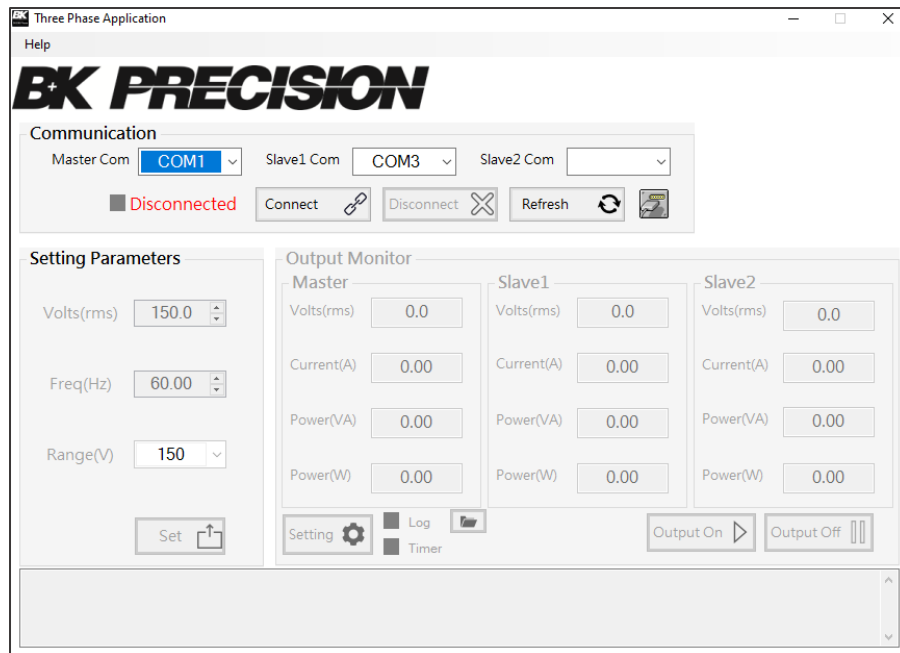 BK Three Phase Application
Help
BK PRECISION
Communication
Master Com COM1 Slave1 Com COM3 Slave2 Com
Disconnected Connect Disconnect Refresh
Setting Parameters
Volts(rms) 150.0
Freq(Hz) 60.00
Range(V) 150
Set
Output Monitor
Master
Volts(rms) 0.0
Current(A) 0.00
Power(VA) 0.00
Power(W) 0.00
Slave1
Volts(rms) 0.0
Current(A) 0.00
Power(VA) 0.00
Power(W) 0.00
Slave2
Volts(rms) 0.0
Current(A) 0.00
Power(VA) 0.00
Power(W) 0.00
Setting Log
Timer
Output On Output Off